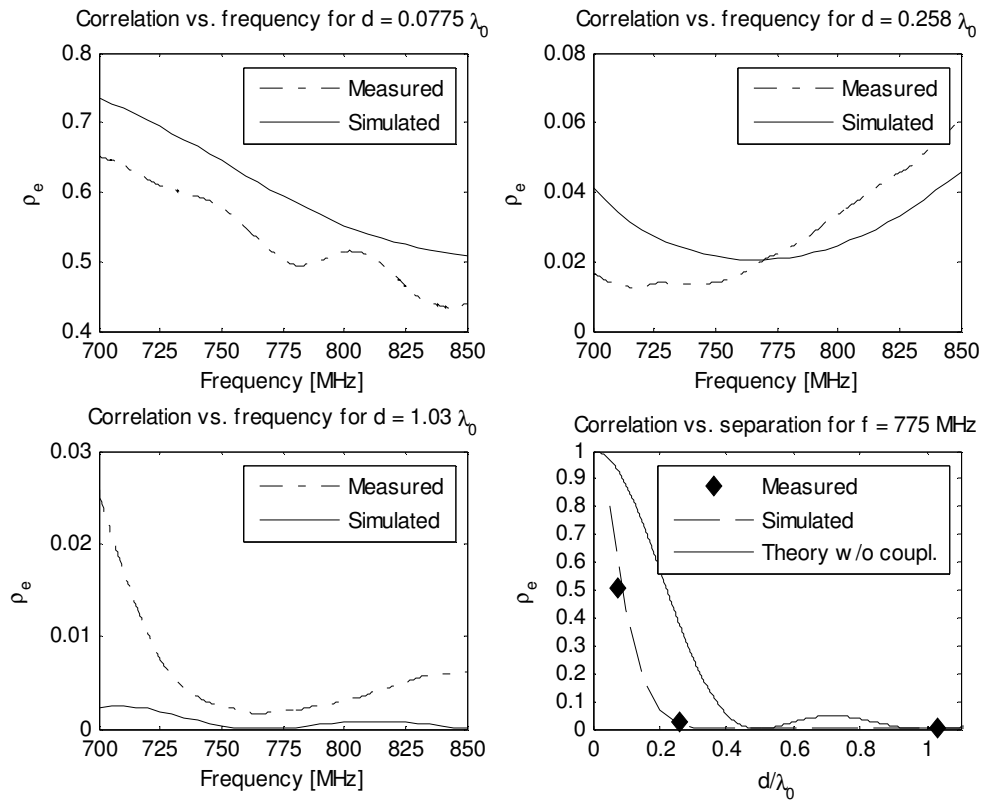 Correlation vs. frequency for d = 0.0775 λ0
0.8
0.7
0.6
0.5
0.4
ρe
Measured
Simulated
700 725 750 775 800 825 850
Frequency [MHz]
Correlation vs. frequency for d = 0.258 λ0
0.08
0.06
0.04
0.02
0
ρe
Measured
Simulated
700 725 750 775 800 825 850
Frequency [MHz]
Correlation vs. frequency for d = 1.03 λ0
0.03
0.02
0.01
0
ρe
Measured
Simulated
700 725 750 775 800 825 850
Frequency [MHz]
Correlation vs. separation for f = 775 MHz
1
0.9
0.8
0.7
0.6
0.5
0.4
0.3
0.2
0.1
0
ρe
Measured
Simulated
Theory w/o coupl.
0 0.2 0.4 0.6 0.8 1
d/λ0